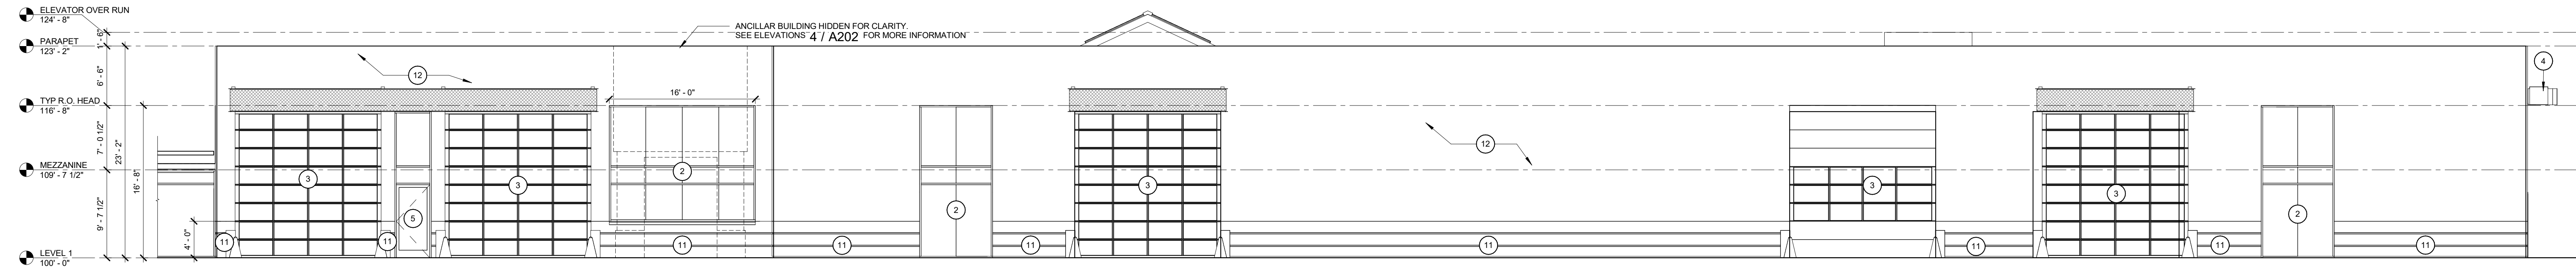 ELEVATOR OVER RUN
124' - 8"
PARAPET
123' - 2"
TYP R.O. HEAD
116' - 8"
MEZZANINE
109' - 7 1/2"
LEVEL 1
100' - 0"
1' - 6"
6' - 6"
7' - 0 1/2"
9' - 7 1/2"
23' - 2"
16' - 8"
4' - 0"
ANCILLAR BUILDING HIDDEN FOR CLARITY.
SEE ELEVATIONS 4 / A202 FOR MORE INFORMATION
12
16' - 0"
4
12
3
3
2
5
2
3
3
3
2
11
11
11
11
11
11
11
11
11